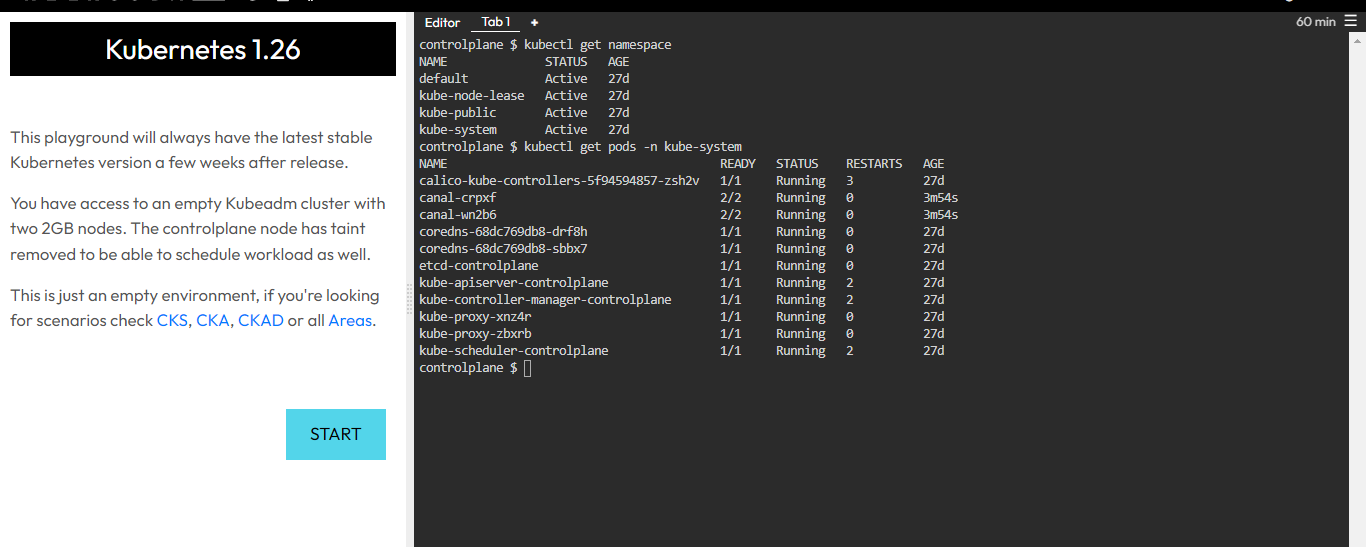 Kubernetes 1.26
This playground will always have the latest stable
Kubernetes version a few weeks after release.
You have access to an empty Kubeadm cluster with
two 2GB nodes. The controlplane node has taint
removed to be able to schedule workload as well.
This is just an empty environment, if you're looking
for scenarios check CKS, CKA, CKAD or all Areas.
START
Editor Tab 1 + 60 min
controlplane $ kubectl get namespace
NAME STATUS AGE
default Active 27d
kube-node-lease Active 27d
kube-public Active 27d
kube-system Active 27d
controlplane $ kubectl get pods -n kube-system
NAME READY STATUS RESTARTS AGE
calico-kube-controllers-5f94594857-zsh2v 1/1 Running 3 27d
canal-crpxf 2/2 Running 0 3m54s
canal-wn2b6 2/2 Running 0 3m54s
coredns-68dc769db8-drf8h 1/1 Running 0 27d
coredns-68dc769db8-sbbx7 1/1 Running 0 27d
etcd-controlplane 1/1 Running 0 27d
kube-apiserver-controlplane 1/1 Running 2 27d
kube-controller-manager-controlplane 1/1 Running 2 27d
kube-proxy-xnz4r 1/1 Running 0 27d
kube-proxy-zbxrb 1/1 Running 0 27d
kube-scheduler-controlplane 1/1 Running 2 27d
controlplane $